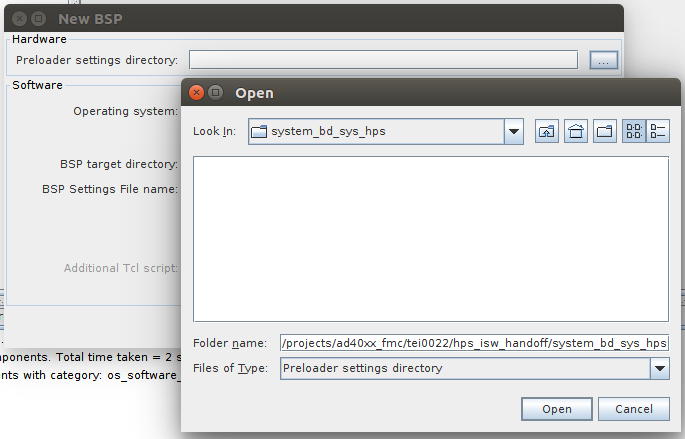 New BSP
Hardware
Preloader settings directory:
...
Software
Operating system:
BSP target directory:
BSP Settings File name:
Additional Tcl script:
Open
Look In:
system_bd_sys_hps
Folder name:
/projects/ad40xx_fmc/tei0022/hps_isw_handoff/system_bd_sys_hps
Files of Type:
Preloader settings directory
Open
Cancel
mponents. Total time taken = 2 s
nts with category: os_software_